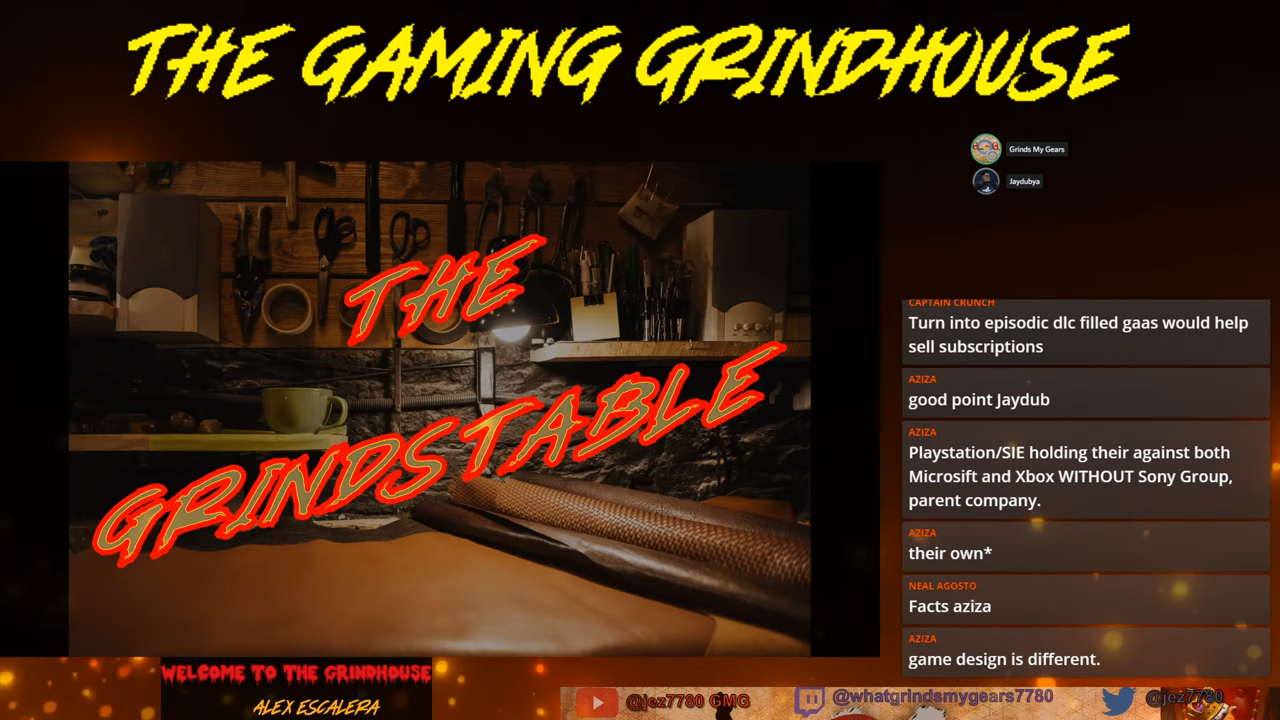 THE GAMING GRINDHOUSE
Grinds My Gears
Jaydubya
THE
GRINDSTABLE
CAPTAIN CRUNCH
Turn into episodic dlc filled gaas would help
sell subscriptions
AZIZA
good point Jaydub
AZIZA
Playstation/SIE holding their against both
Microsift and Xbox WITHOUT Sony Group,
parent company.
AZIZA
their own*
NEAL AGOSTO
Facts aziza
AZIZA
game design is different.
WELCOME TO THE GRINDHOUSE
ALEX ESCALERA
@jez7780 GMG
@whatgrindsmygears7780
@jez7780